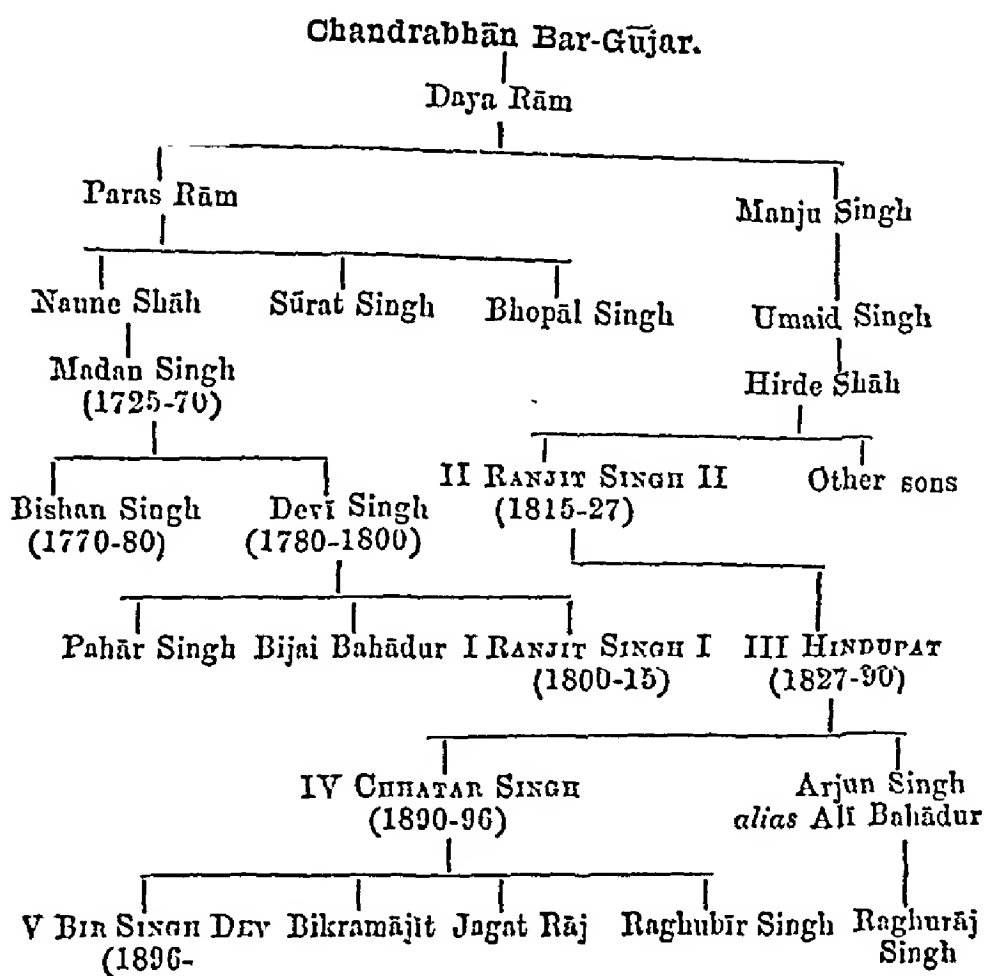 Chandrabhān Bar-Gūjar.
Daya Rām
Paras Rām
Manju Singh
Naune Shāh
Sūrat Singh
Bhopāl Singh
Umaid Singh
Madan Singh
(1725-70)
Hirde Shāh
II RANJIT SINGH II
(1815-27)
Other sons
Bishan Singh
(1770-80)
Devī Singh
(1780-1800)
Pahār Singh
Bijai Bahādur
I RANJIT SINGH I
(1800-15)
III HINDUPAT
(1827-90)
IV CHHATAR SINGH
(1890-96)
Arjun Singh
alias Alī Bahādur
V BIR SINGH DEV
(1896-
Bikramājīt
Jagat Rāj
Raghubīr Singh
Raghurāj
Singh